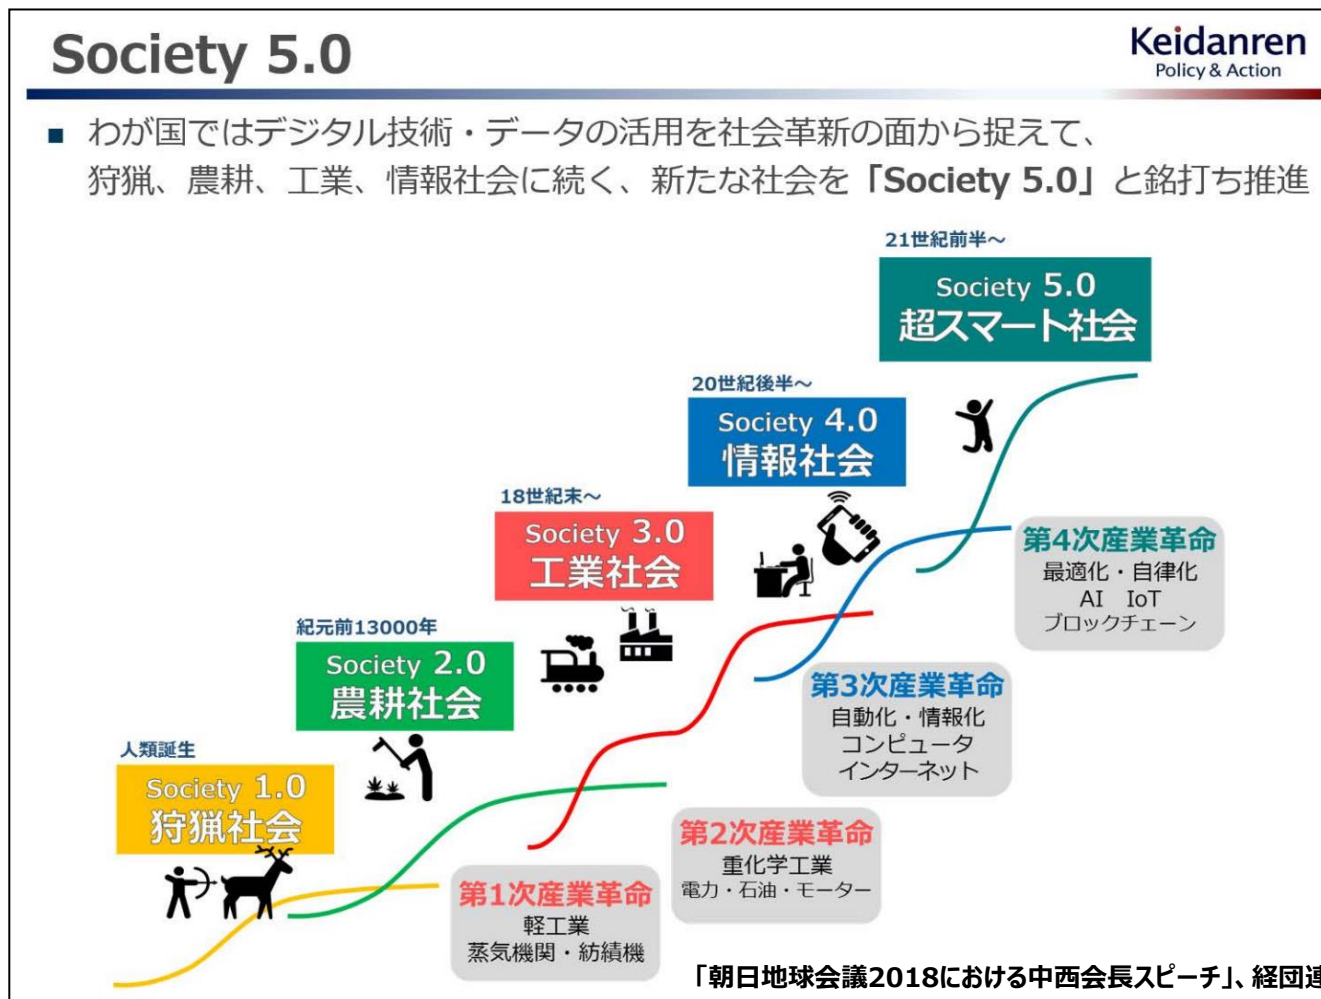 Society 5.0
Keidanren
Policy & Action
わが国ではデジタル技術・データの活用を社会革新の面から捉えて、
狩猟、農耕、工業、情報社会に続く、新たな社会を「Society 5.0」と銘打ち推進
21世紀前半～
Society 5.0
超スマート社会
20世紀後半～
Society 4.0
情報社会
18世紀末～
Society 3.0
工業社会
紀元前13000年
Society 2.0
農耕社会
人類誕生
Society 1.0
狩猟社会
第4次産業革命
最適化・自律化
AI IoT
ブロックチェーン
第3次産業革命
自動化・情報化
コンピュータ
インターネット
第2次産業革命
重化学工業
電力・石油・モーター
第1次産業革命
軽工業
蒸気機関・紡績機
「朝日地球会議2018における中西会長スピーチ」、経団連